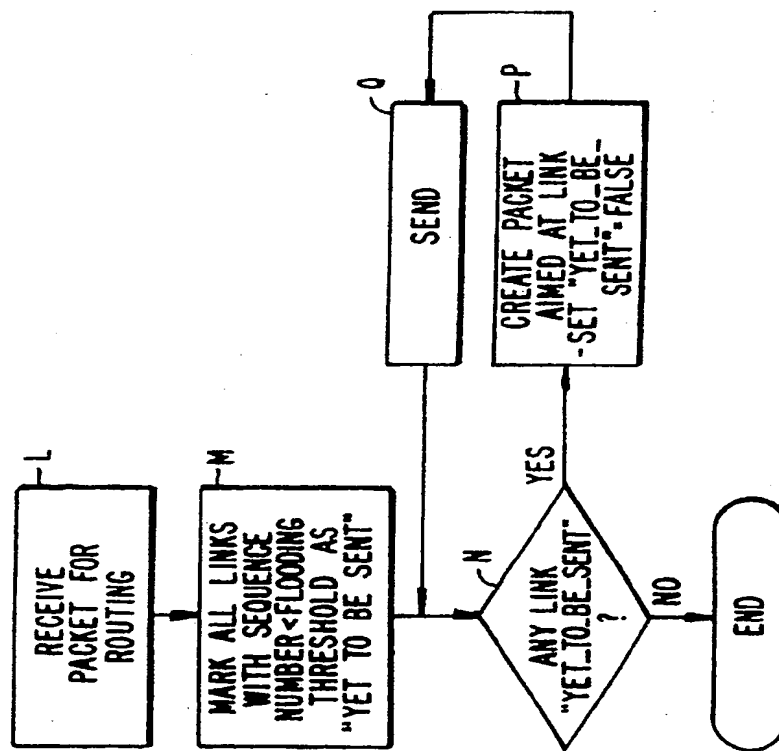 L
RECEIVE
PACKET FOR
ROUTING
M
MARK ALL LINKS
WITH SEQUENCE
NUMBER<FLOODING
THRESHOLD AS
"YET TO BE SENT"
N
ANY LINK
"YET_TO_BE_SENT"
?
YES
NO
P
CREATE PACKET
AIMED AT LINK
-SET "YET_TO_BE_
SENT"=FALSE
Q
SEND
END